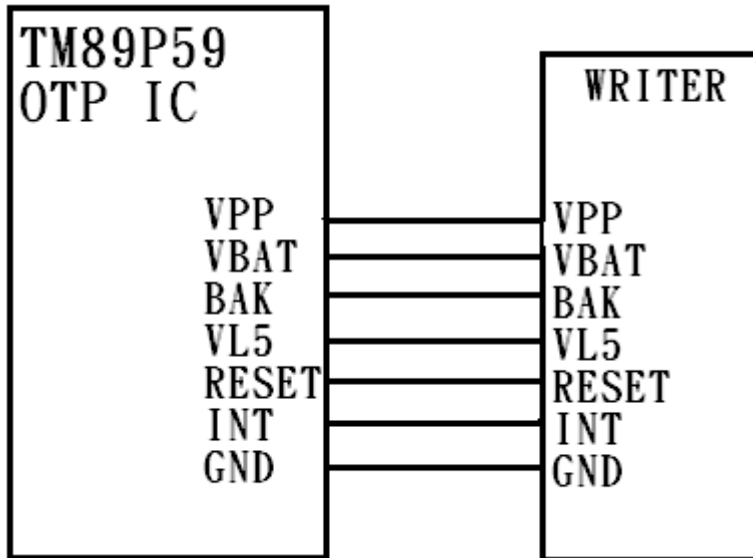 TM89P59
OTP IC
WRITER
VPP
VBAT
BAK
VL5
RESET
INT
GND
VPP
VBAT
BAK
VL5
RESET
INT
GND